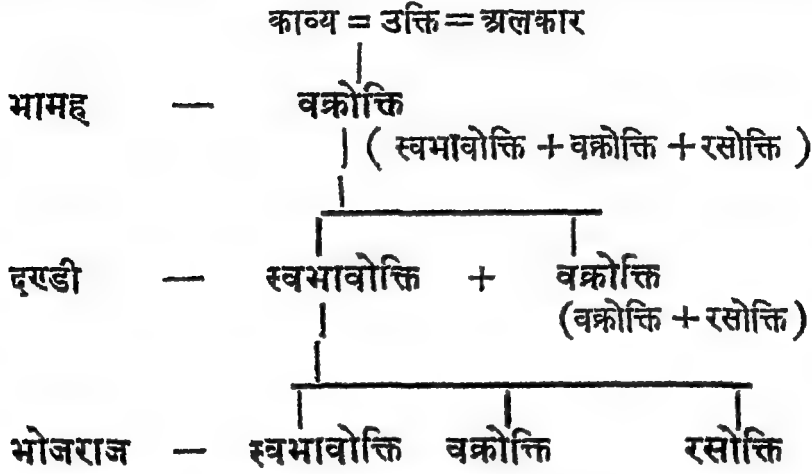 काव्य = उक्ति = अलकार
भामह — वक्रोक्ति
( स्वभावोक्ति + वक्रोक्ति + रसोक्ति )
दण्डी — स्वभावोक्ति + वक्रोक्ति
(वक्रोक्ति + रसोक्ति)
भोजराज — स्वभावोक्ति वक्रोक्ति रसोक्ति